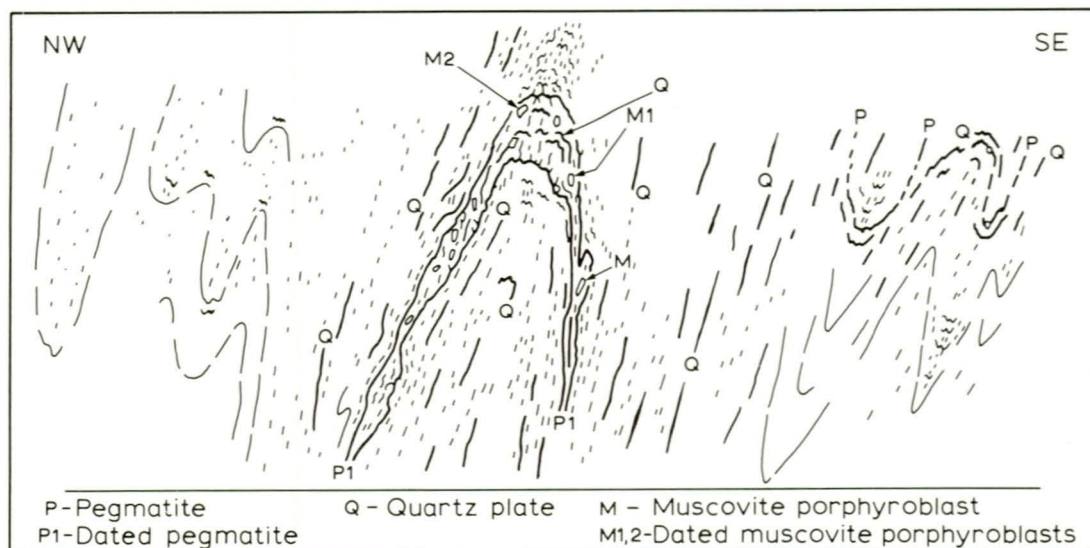 NW
SE
M2
Q
M1
P
P
Q
P
Q
Q
Q
Q
Q
M
Q
Q
Q
P1
P1
P-Pegmatite
Q-Quartz plate
M - Muscovite porphyroblast
P1-Dated pegmatite
M1,2-Dated muscovite porphyroblasts